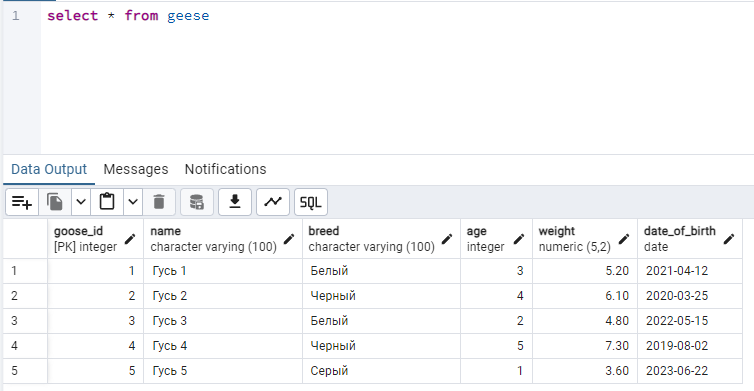 1 select * from geese
Data Output Messages Notifications
SQL
goose_id name breed age weight date_of_birth
[PK] integer character varying (100) character varying (100) integer numeric (5,2) date
1 1 Гусь 1 Белый 3 5.20 2021-04-12
2 2 Гусь 2 Черный 4 6.10 2020-03-25
3 3 Гусь 3 Белый 2 4.80 2022-05-15
4 4 Гусь 4 Черный 5 7.30 2019-08-02
5 5 Гусь 5 Серый 1 3.60 2023-06-22